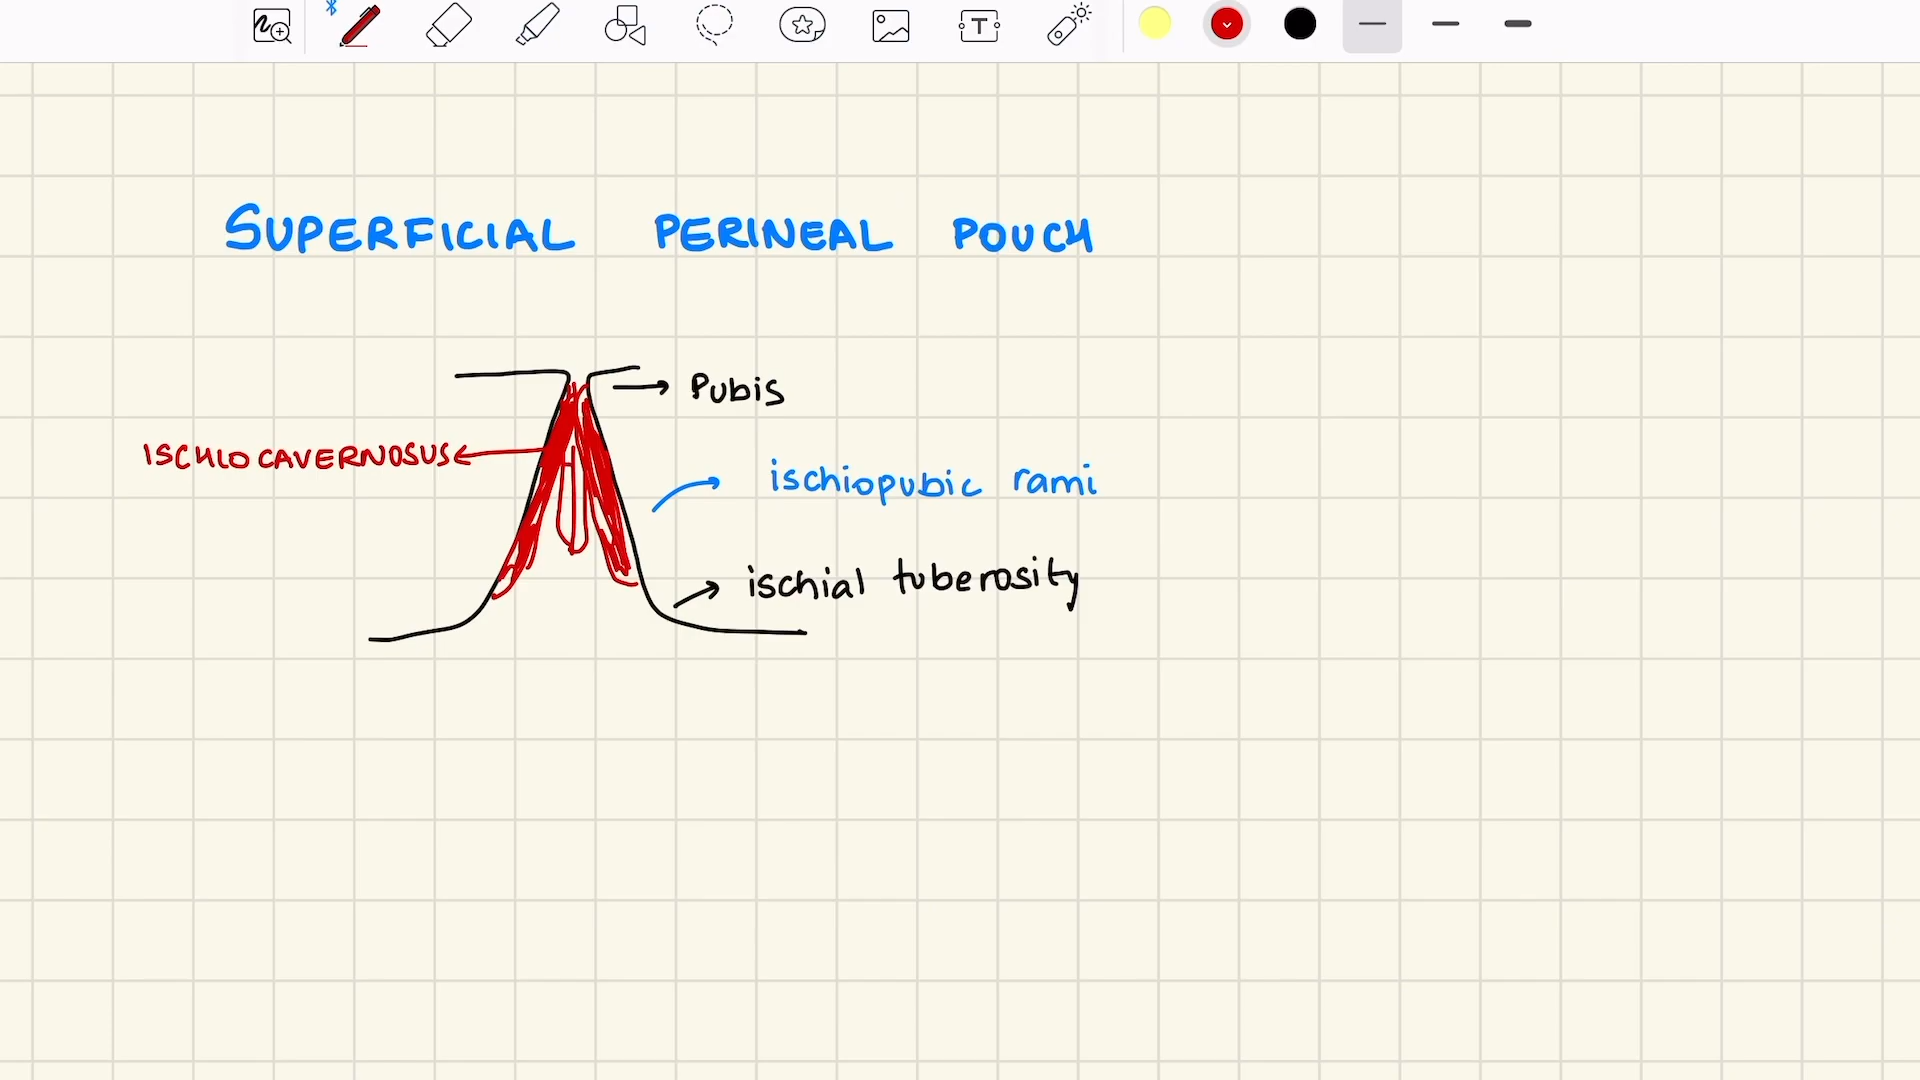 SUPERFICIAL PERINEAL POUCH
Pubis
ISCHIOCAVERNOSUS
ischiopubic rami
ischial tuberosity